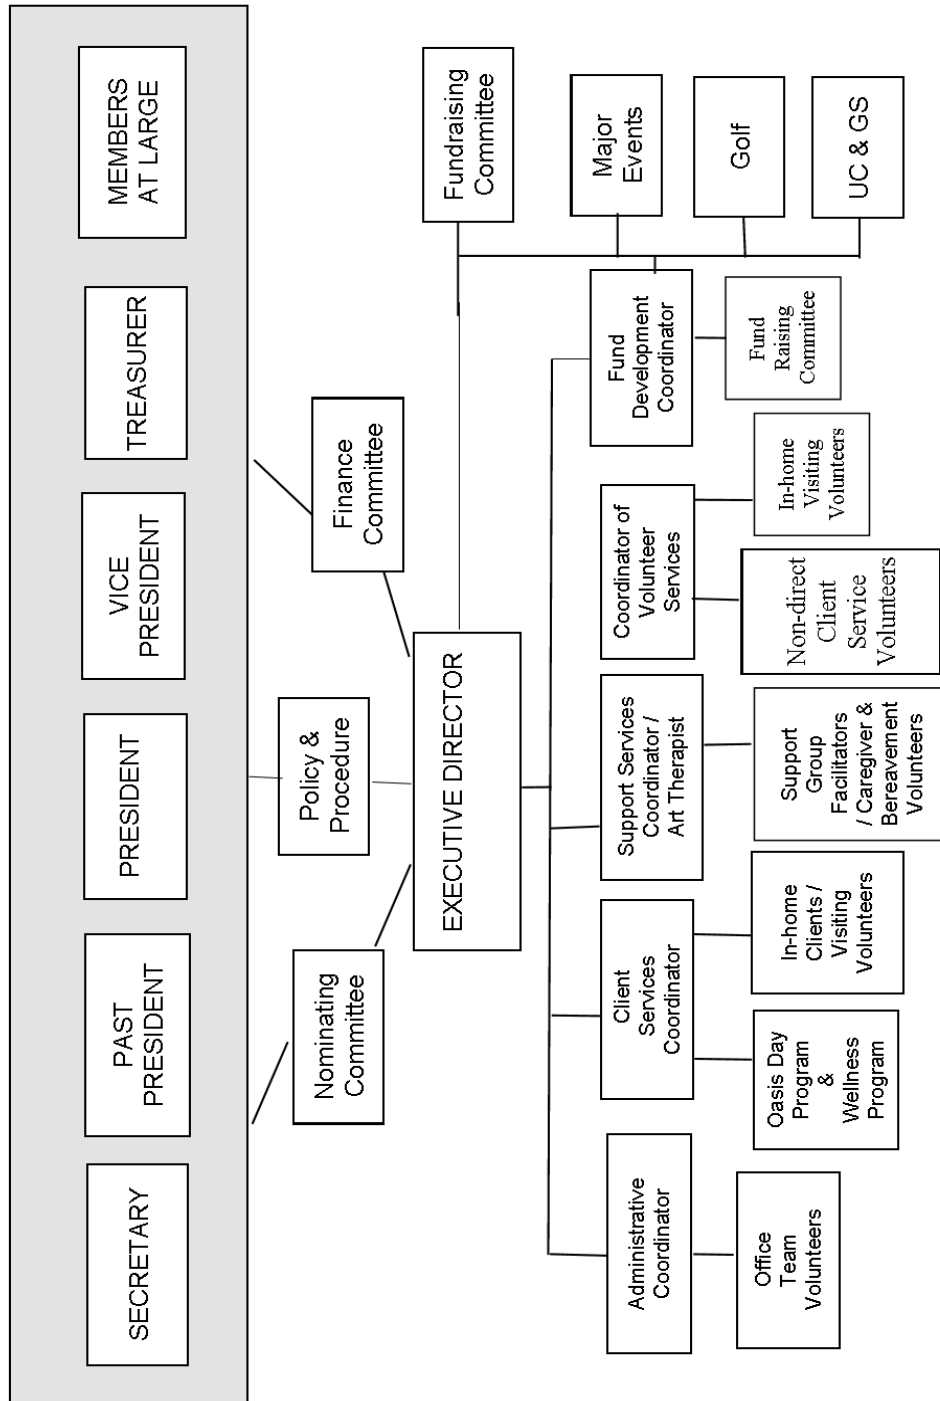 SECRETARY
PAST
PRESIDENT
PRESIDENT
VICE
PRESIDENT
TREASURER
MEMBERS
AT LARGE
Nominating
Committee
Policy &
Procedure
Finance
Committee
Fundraising
Committee
EXECUTIVE DIRECTOR
Major
Events
Golf
UC & GS
Administrative
Coordinator
Client
Services
Coordinator
Support Services
Coordinator /
Art Therapist
Coordinator of
Volunteer
Services
Fund
Development
Coordinator
Office
Team
Volunteers
Oasis Day
Program
&
Wellness
Program
In-home
Clients /
Visiting
Volunteers
Support
Group
Facilitators
/ Caregiver &
Bereavement
Volunteers
Non-direct
Client
Service
Volunteers
In-home
Visiting
Volunteers
Fund
Raising
Committee